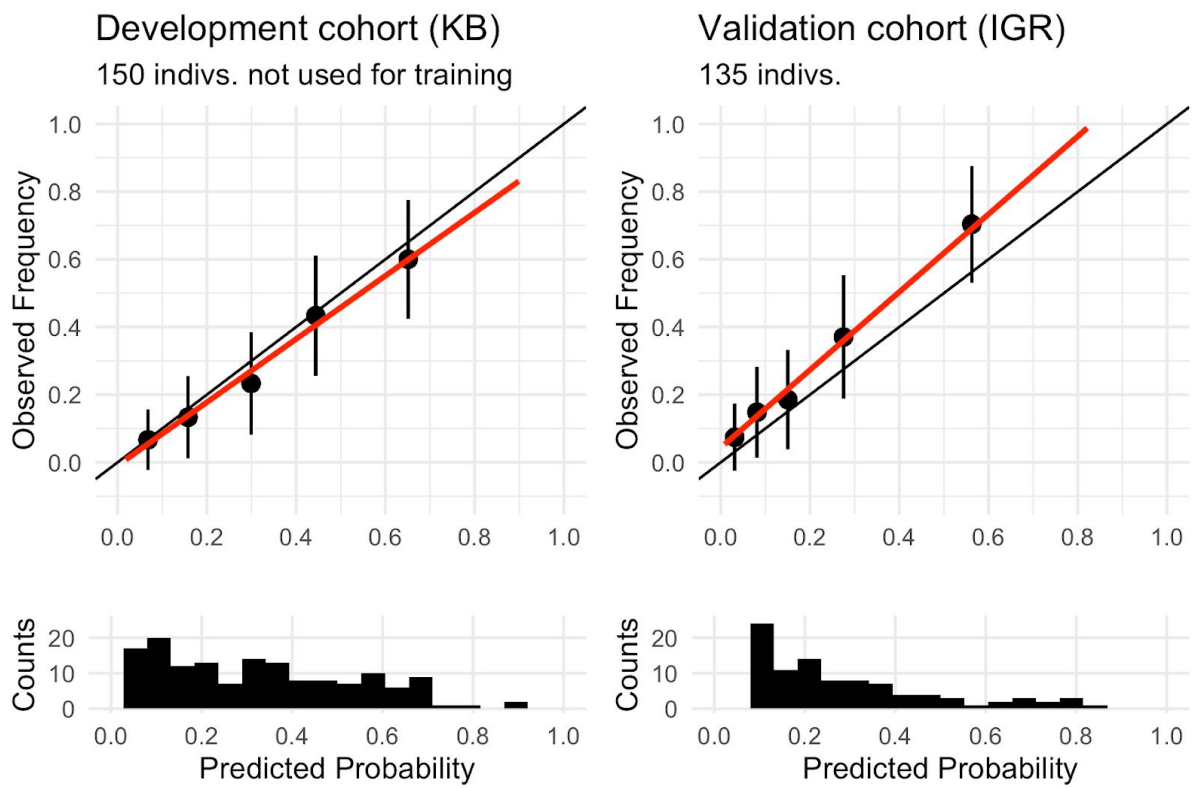 Development cohort (KB)
150 indivs. not used for training
Observed Frequency
1.0
0.8
0.6
0.4
0.2
0.0
0.0 0.2 0.4 0.6 0.8 1.0
Counts
20
10
0
0.0 0.2 0.4 0.6 0.8 1.0
Predicted Probability
Validation cohort (IGR)
135 indivs.
Observed Frequency
1.0
0.8
0.6
0.4
0.2
0.0
0.0 0.2 0.4 0.6 0.8 1.0
Counts
20
10
0
0.0 0.2 0.4 0.6 0.8 1.0
Predicted Probability